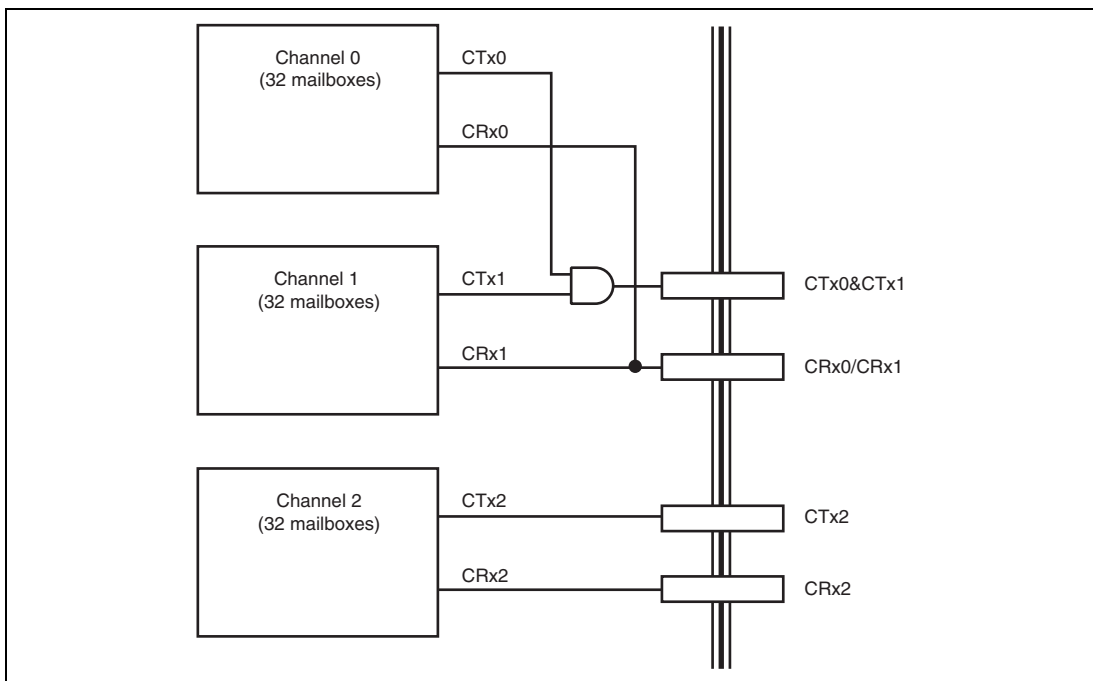 Channel 0
(32 mailboxes)
CTx0
CRx0
Channel 1
(32 mailboxes)
CTx1
CRx1
CTx0&CTx1
CRx0/CRx1
Channel 2
(32 mailboxes)
CTx2
CRx2
CTx2
CRx2